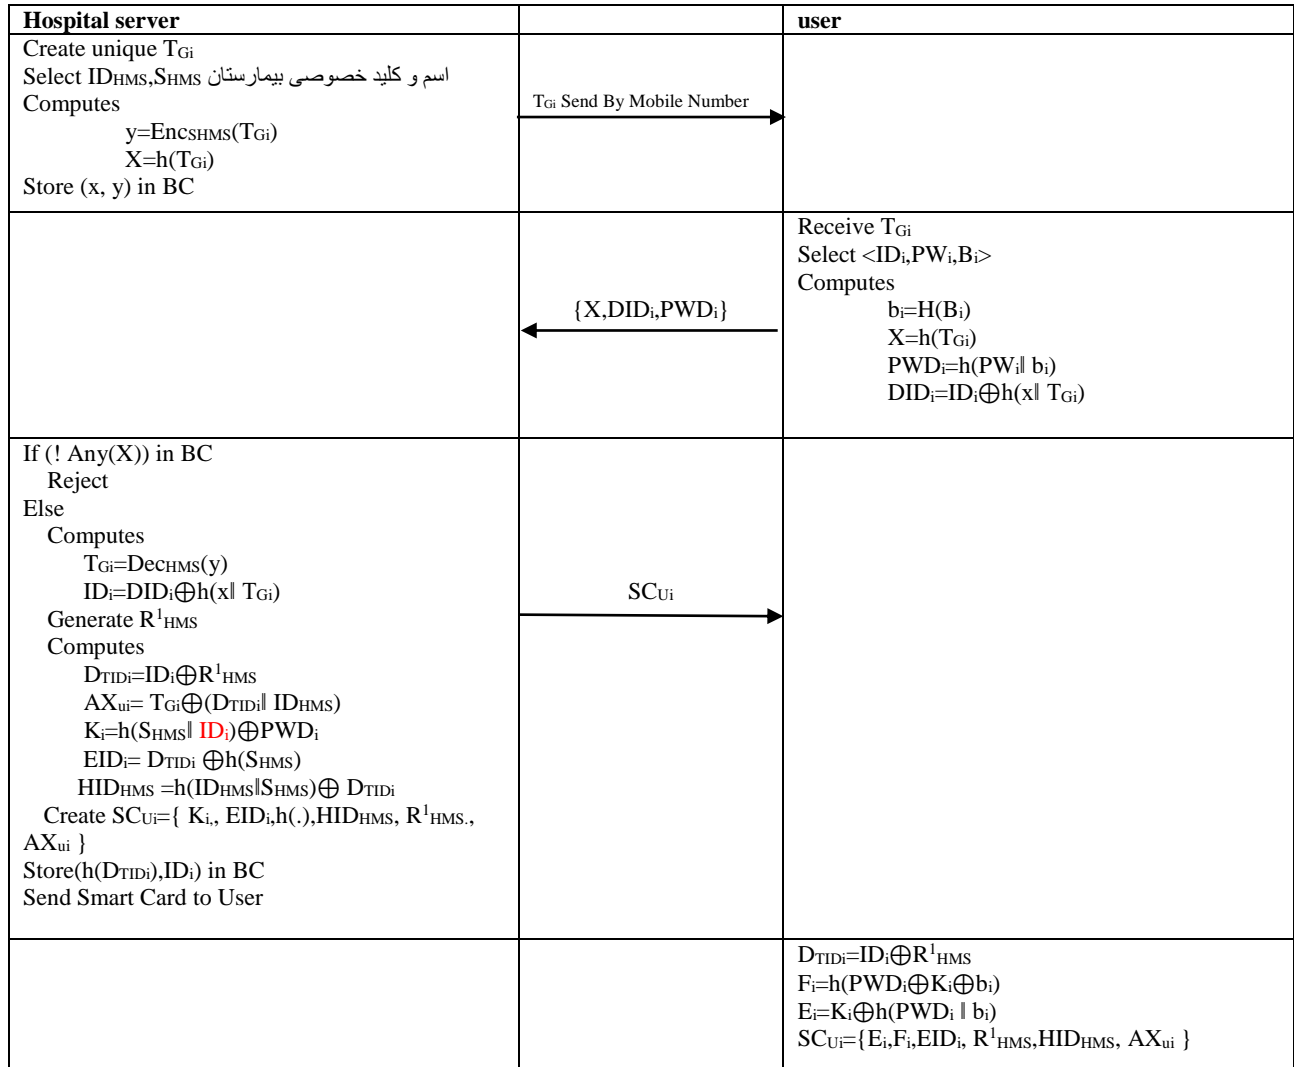 Hospital server
user
Create unique TGi
Select IDHMS,SHMS اسم و کلید خصوصی بیمارستان
Computes
y=EncSHMS(TGi)
X=h(TGi)
Store (x, y) in BC
TGi Send By Mobile Number
Receive TGi
Select <IDi,PWi,Bi>
Computes
bi=H(Bi)
X=h(TGi)
PWDi=h(PWi‖ bi)
DIDi=IDi⨁h(x‖ TGi)
{X,DIDi,PWDi}
If (! Any(X)) in BC
Reject
Else
Computes
TGi=DecHMS(y)
IDi=DIDi⨁h(x‖ TGi)
Generate R¹HMS
Computes
DTIDi=IDi⨁R¹HMS
AXui= TGi⨁(DTIDi‖ IDHMS)
Ki=h(SHMS‖ IDi)⨁PWDi
EIDi= DTIDi ⨁h(SHMS)
HIDHMS =h(IDHMS‖SHMS)⨁ DTIDi
Create SCUi={ Ki,, EIDi,h(.),HIDHMS, R¹HMS.,
AXui }
Store(h(DTIDi),IDi) in BC
Send Smart Card to User
SCUi
DTIDi=IDi⨁R¹HMS
Fi=h(PWDi⨁Ki⨁bi)
Ei=Ki⨁h(PWDi ‖ bi)
SCUi={Ei,Fi,EIDi, R¹HMS,HIDHMS, AXui }